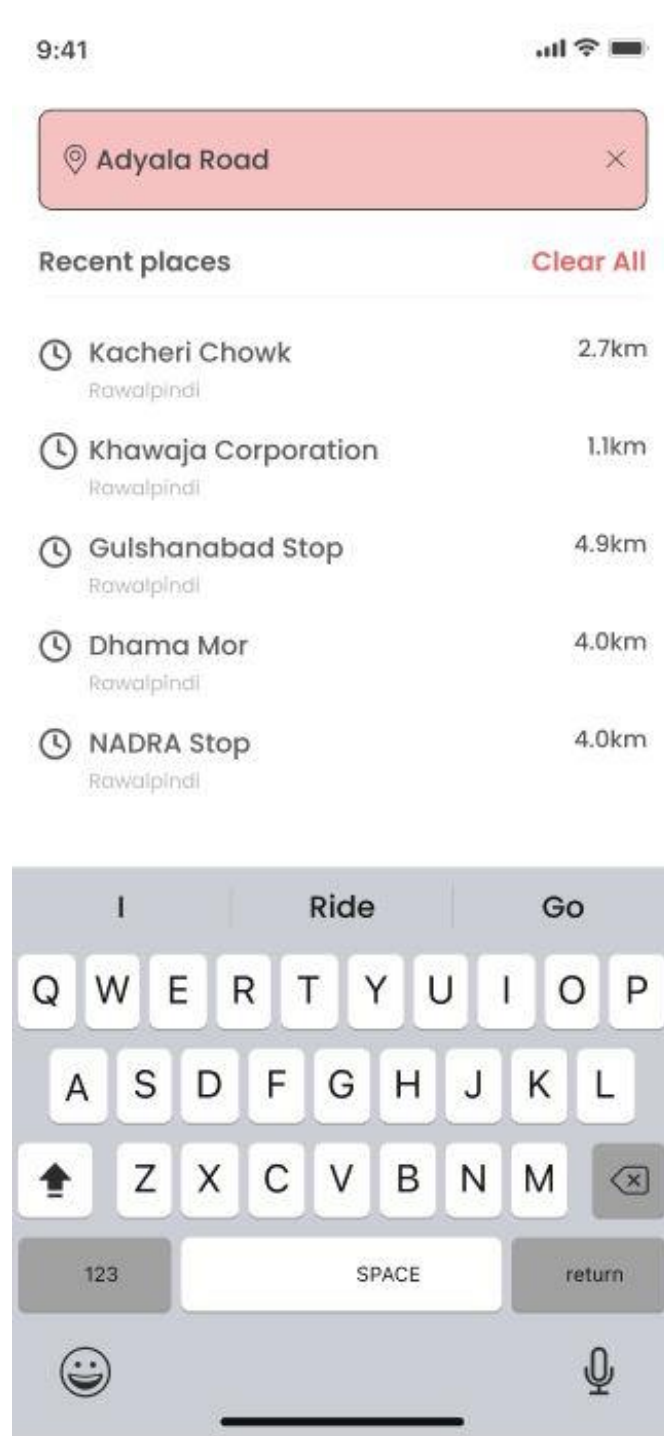 9:41
Adyala Road
Recent places Clear All
Kacheri Chowk 2.7km
Rawalpindi
Khawaja Corporation 1.1km
Rawalpindi
Gulshanabad Stop 4.9km
Rawalpindi
Dhama Mor 4.0km
Rawalpindi
NADRA Stop 4.0km
Rawalpindi
I Ride Go
Q W E R T Y U I O P
A S D F G H J K L
Z X C V B N M
123 SPACE return